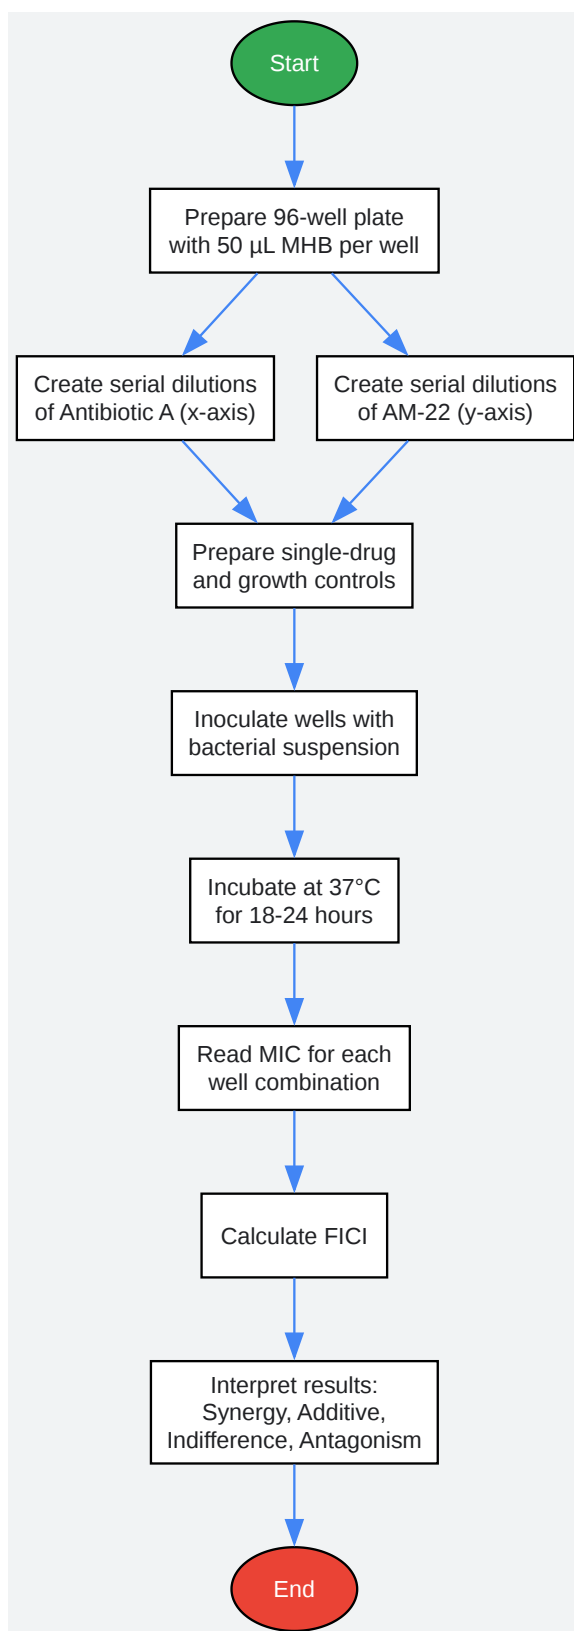 Start
Prepare 96-well plate
with 50 µL MHB per well
Create serial dilutions
of Antibiotic A (x-axis)
Create serial dilutions
of AM-22 (y-axis)
Prepare single-drug
and growth controls
Inoculate wells with
bacterial suspension
Incubate at 37°C
for 18-24 hours
Read MIC for each
well combination
Calculate FICI
Interpret results:
Synergy, Additive,
Indifference, Antagonism
End